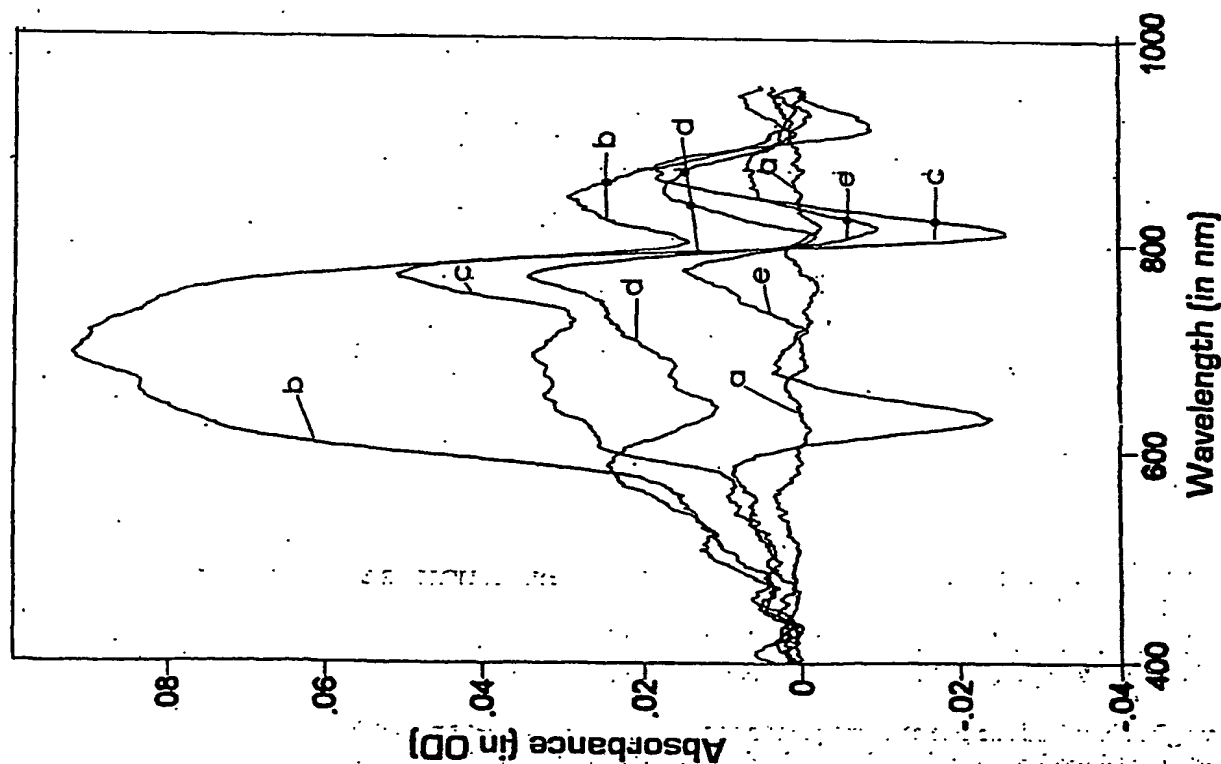 Absorbance (in OD)
.08
.06
.04
.02
0
-.02
-.04
400
600
800
1000
Wavelength (in nm)
b
b
c
d
d
a
a
e
e
c